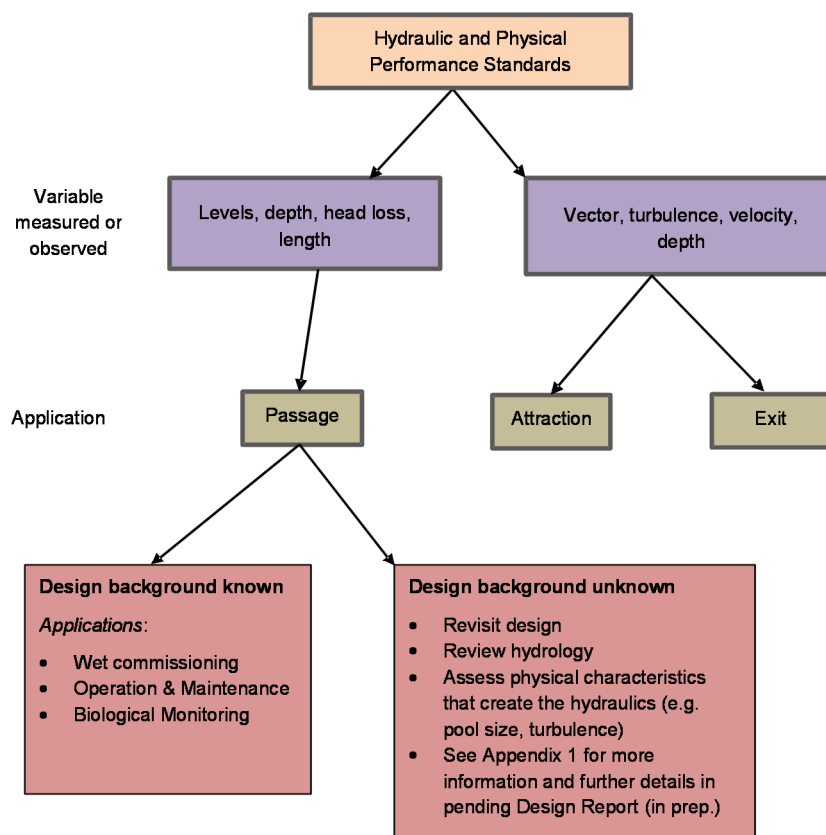 Hydraulic and Physical
Performance Standards
Variable
measured or
observed
Levels, depth, head loss,
length
Vector, turbulence, velocity,
depth
Application
Passage
Attraction
Exit
Design background known
Applications:
• Wet commissioning
• Operation & Maintenance
• Biological Monitoring
Design background unknown
• Revisit design
• Review hydrology
• Assess physical characteristics
that create the hydraulics (e.g.
pool size, turbulence)
• See Appendix 1 for more
information and further details in
pending Design Report (in prep.)